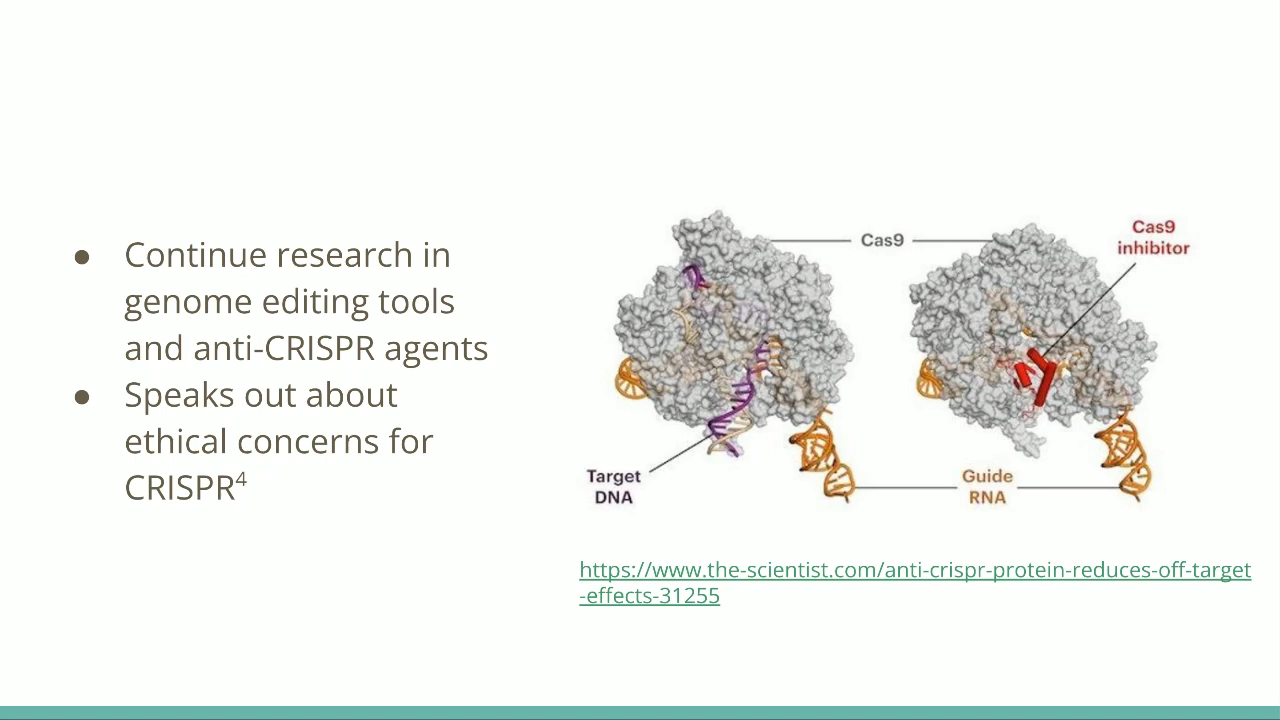 ● Continue research in
genome editing tools
and anti-CRISPR agents
● Speaks out about
ethical concerns for
CRISPR⁴
Cas9
Cas9
inhibitor
Target
DNA
Guide
RNA
https://www.the-scientist.com/anti-crispr-protein-reduces-off-target
-effects-31255